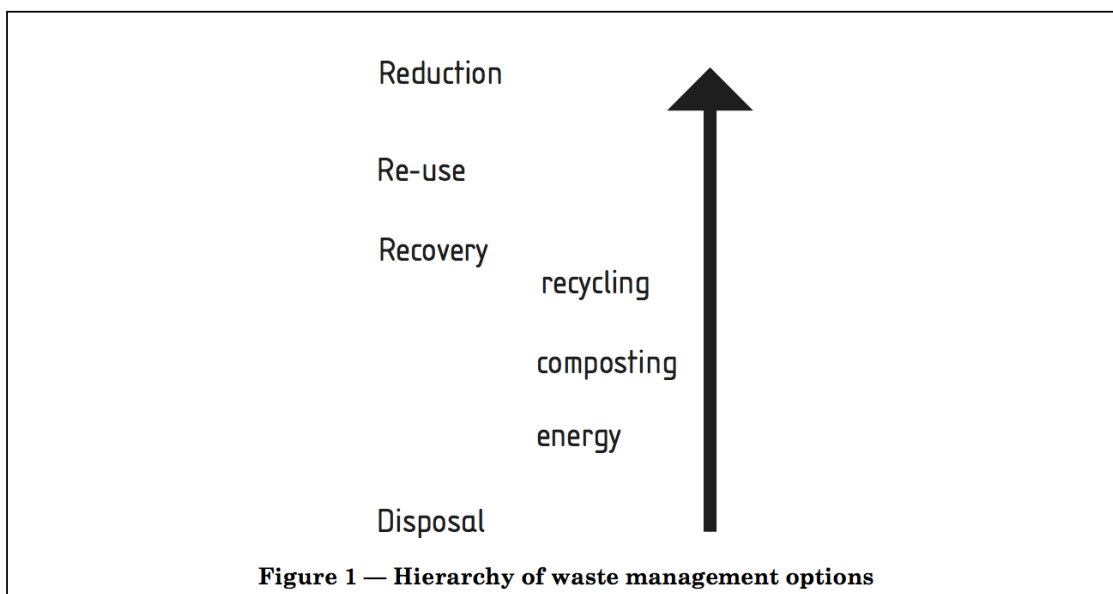 Reduction
Re-use
Recovery
recycling
composting
energy
Disposal
Figure 1 — Hierarchy of waste management options